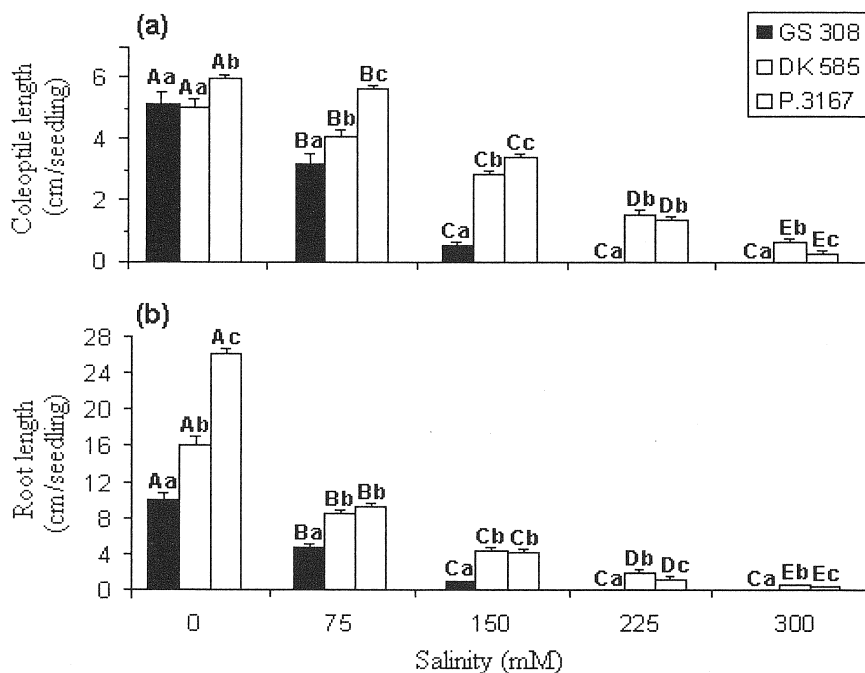 (a)
GS 308
DK 585
P.3167
Coleoptile length
(cm/seedling)
6
4
2
0
Aa Aa Ab
Ba Bb Bc
Ca Cb Cc
Ca Db Db
Ca Eb Ec
(b)
Root length
(cm/seedling)
28
24
20
16
12
8
4
0
Aa Ab Ac
Ba Bb Bb
Ca Cb Cb
Ca Db Dc
Ca Eb Ec
0 75 150 225 300
Salinity (mM)